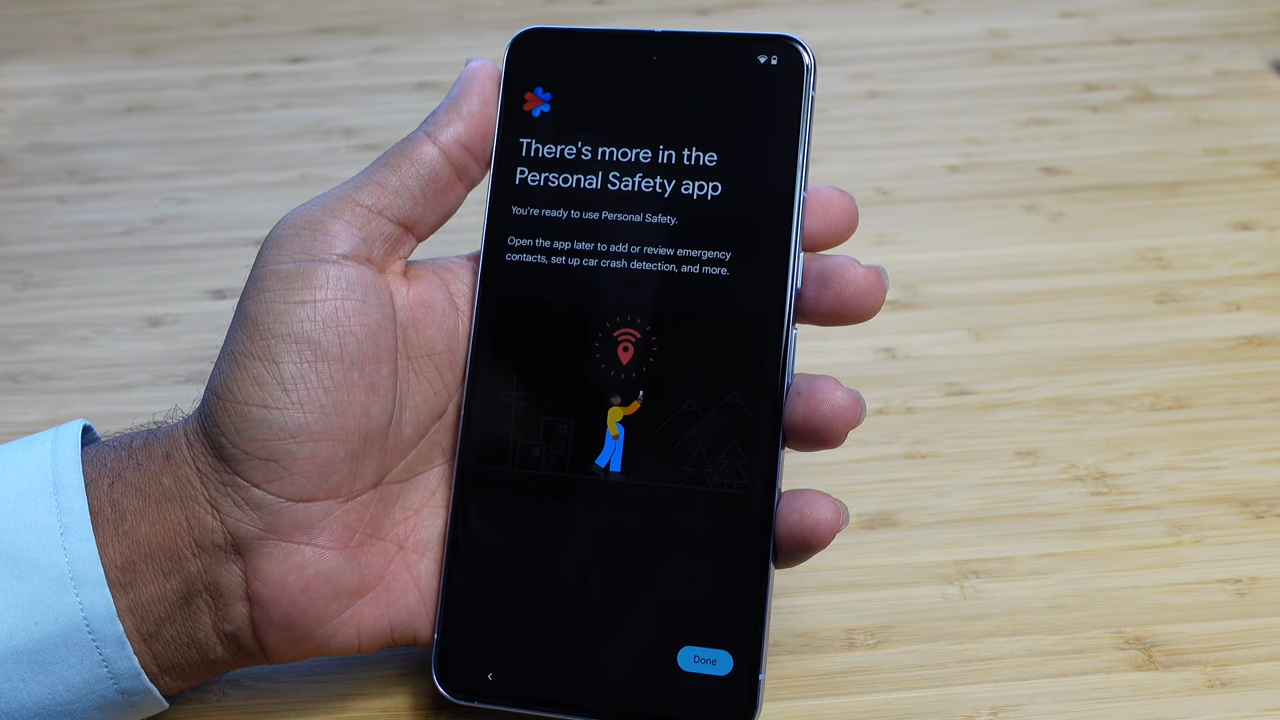 There's more in the
Personal Safety app
You're ready to use Personal Safety.
Open the app later to add or review emergency
contacts, set up car crash detection, and more.
Done